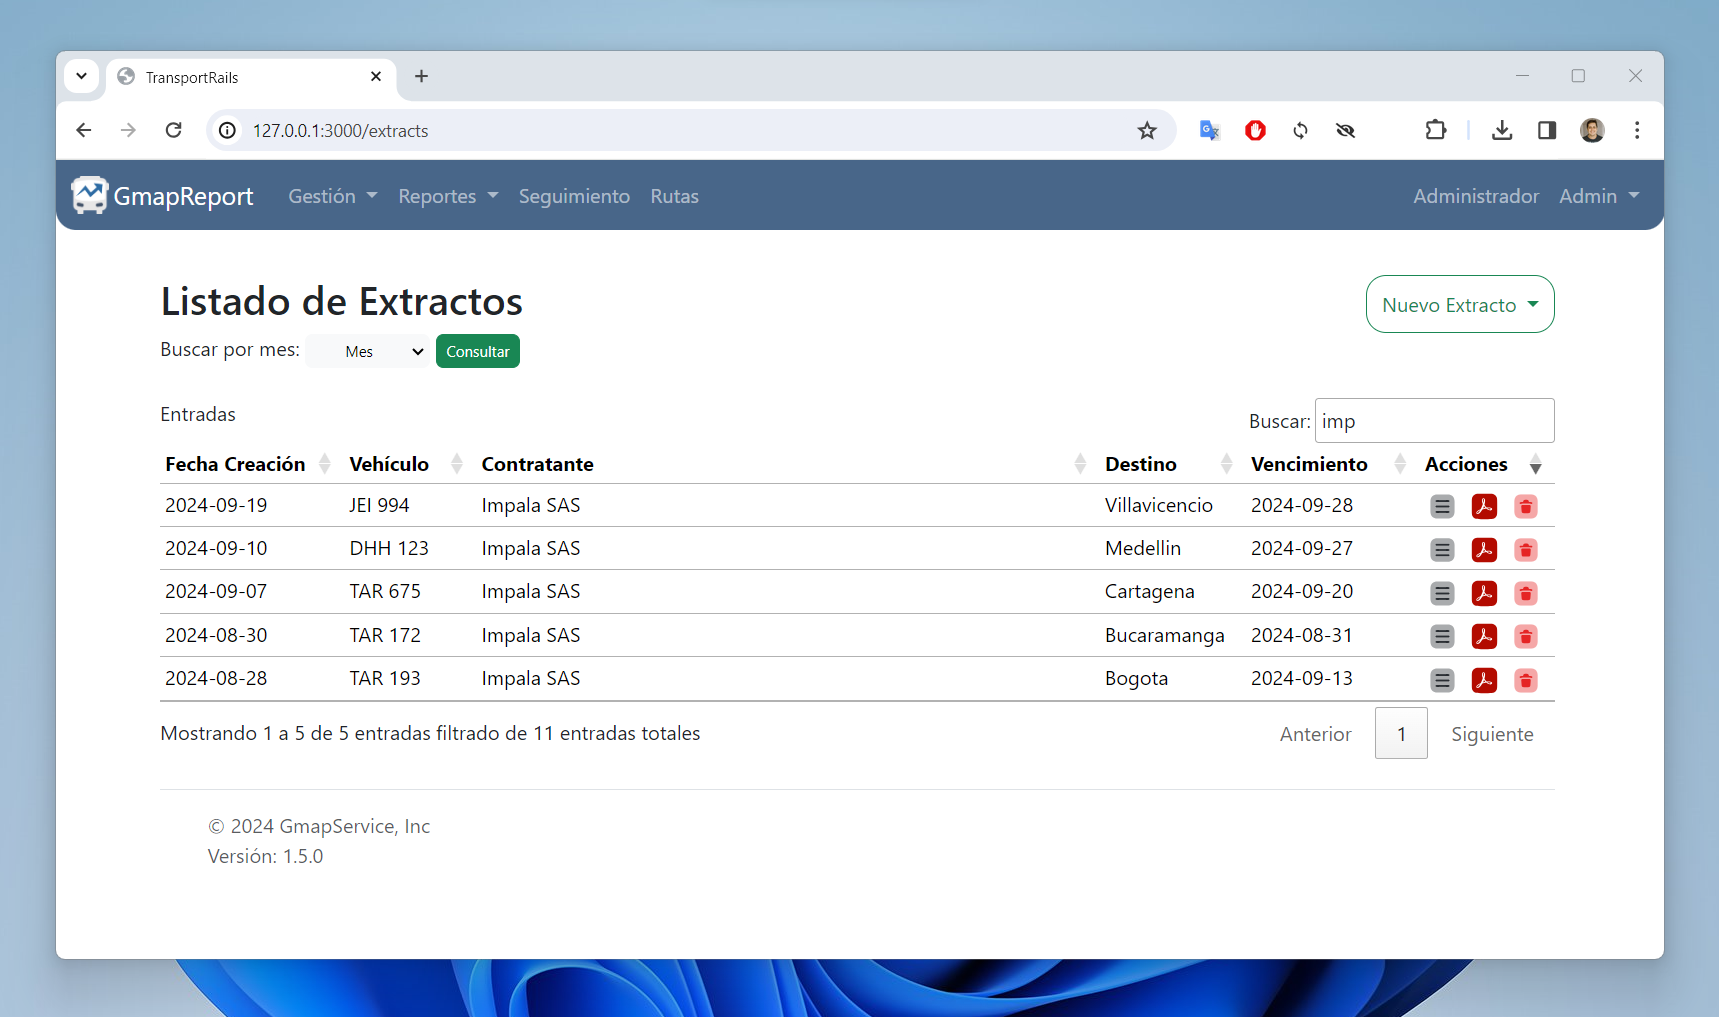 TransportRails
127.0.0.1:3000/extracts
GmapReport Gestión Reportes Seguimiento Rutas Administrador Admin
Listado de Extractos
Nuevo Extracto
Buscar por mes: Mes Consultar
Entradas
Buscar: imp
Fecha Creación Vehículo Contratante Destino Vencimiento Acciones
2024-09-19 JEI 994 Impala SAS Villavicencio 2024-09-28
2024-09-10 DHH 123 Impala SAS Medellin 2024-09-27
2024-09-07 TAR 675 Impala SAS Cartagena 2024-09-20
2024-08-30 TAR 172 Impala SAS Bucaramanga 2024-08-31
2024-08-28 TAR 193 Impala SAS Bogota 2024-09-13
Mostrando 1 a 5 de 5 entradas filtrado de 11 entradas totales
Anterior 1 Siguiente
© 2024 GmapService, Inc
Versión: 1.5.0